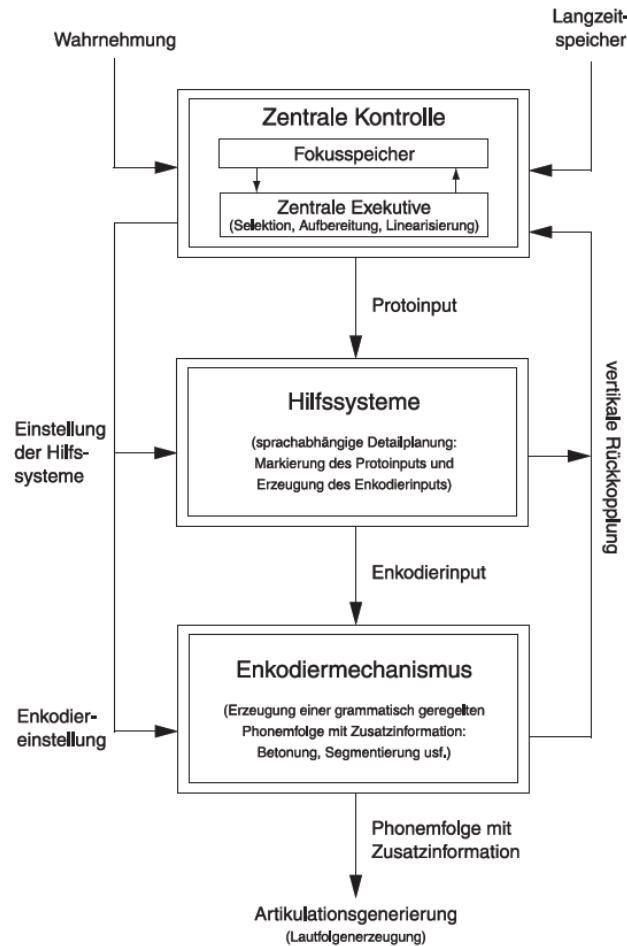 Wahrnehmung
Langzeit-
speicher
Zentrale Kontrolle
Fokusspeicher
Zentrale Exekutive
(Selektion, Aufbereitung, Linearisierung)
Protoinput
Hilfssysteme
(sprachabhängige Detailplanung:
Markierung des Protoinputs und
Erzeugung des Enkodierinputs)
Einstellung
der Hilfs-
systeme
vertikale Rückkopplung
Enkodierinput
Enkodiermechanismus
(Erzeugung einer grammatisch geregelten
Phonemfolge mit Zusatzinformation:
Betonung, Segmentierung usf.)
Enkodier-
einstellung
Phonemfolge mit
Zusatzinformation
Artikulationsgenerierung
(Lautfolgenerzeugung)